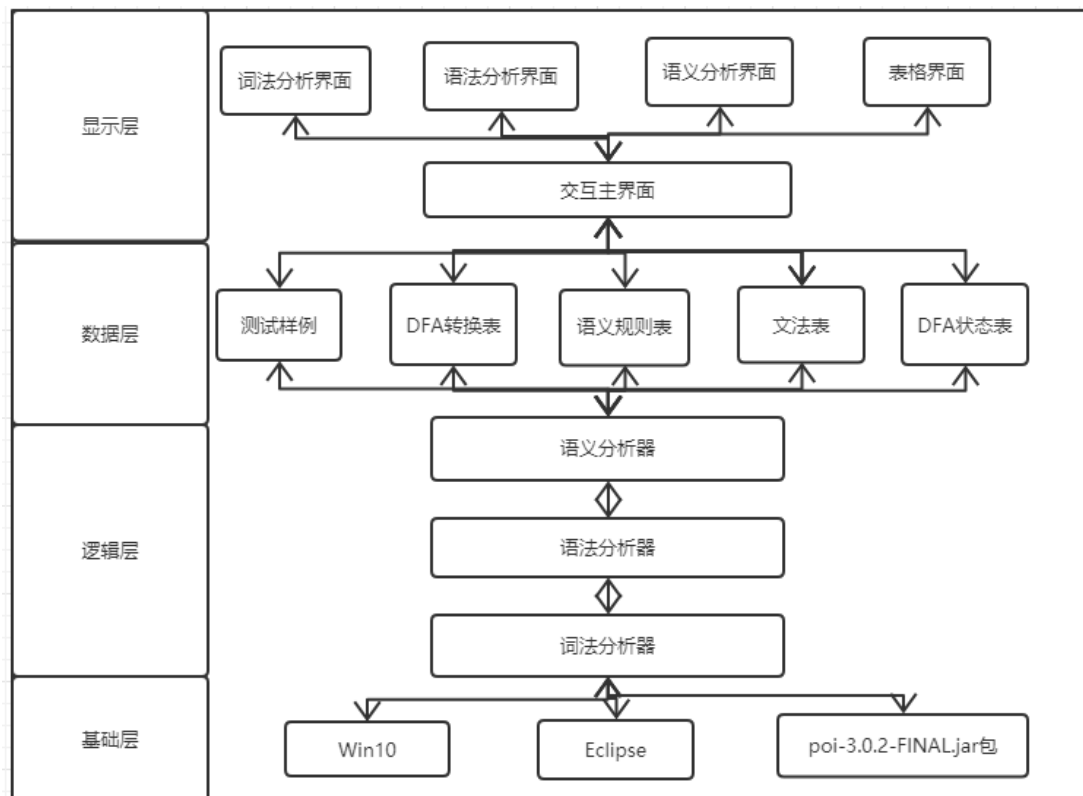 显示层
词法分析界面
语法分析界面
语义分析界面
表格界面
交互主界面
数据层
测试样例
DFA转换表
语义规则表
文法表
DFA状态表
逻辑层
语义分析器
语法分析器
词法分析器
基础层
Win10
Eclipse
poi-3.0.2-FINAL.jar包